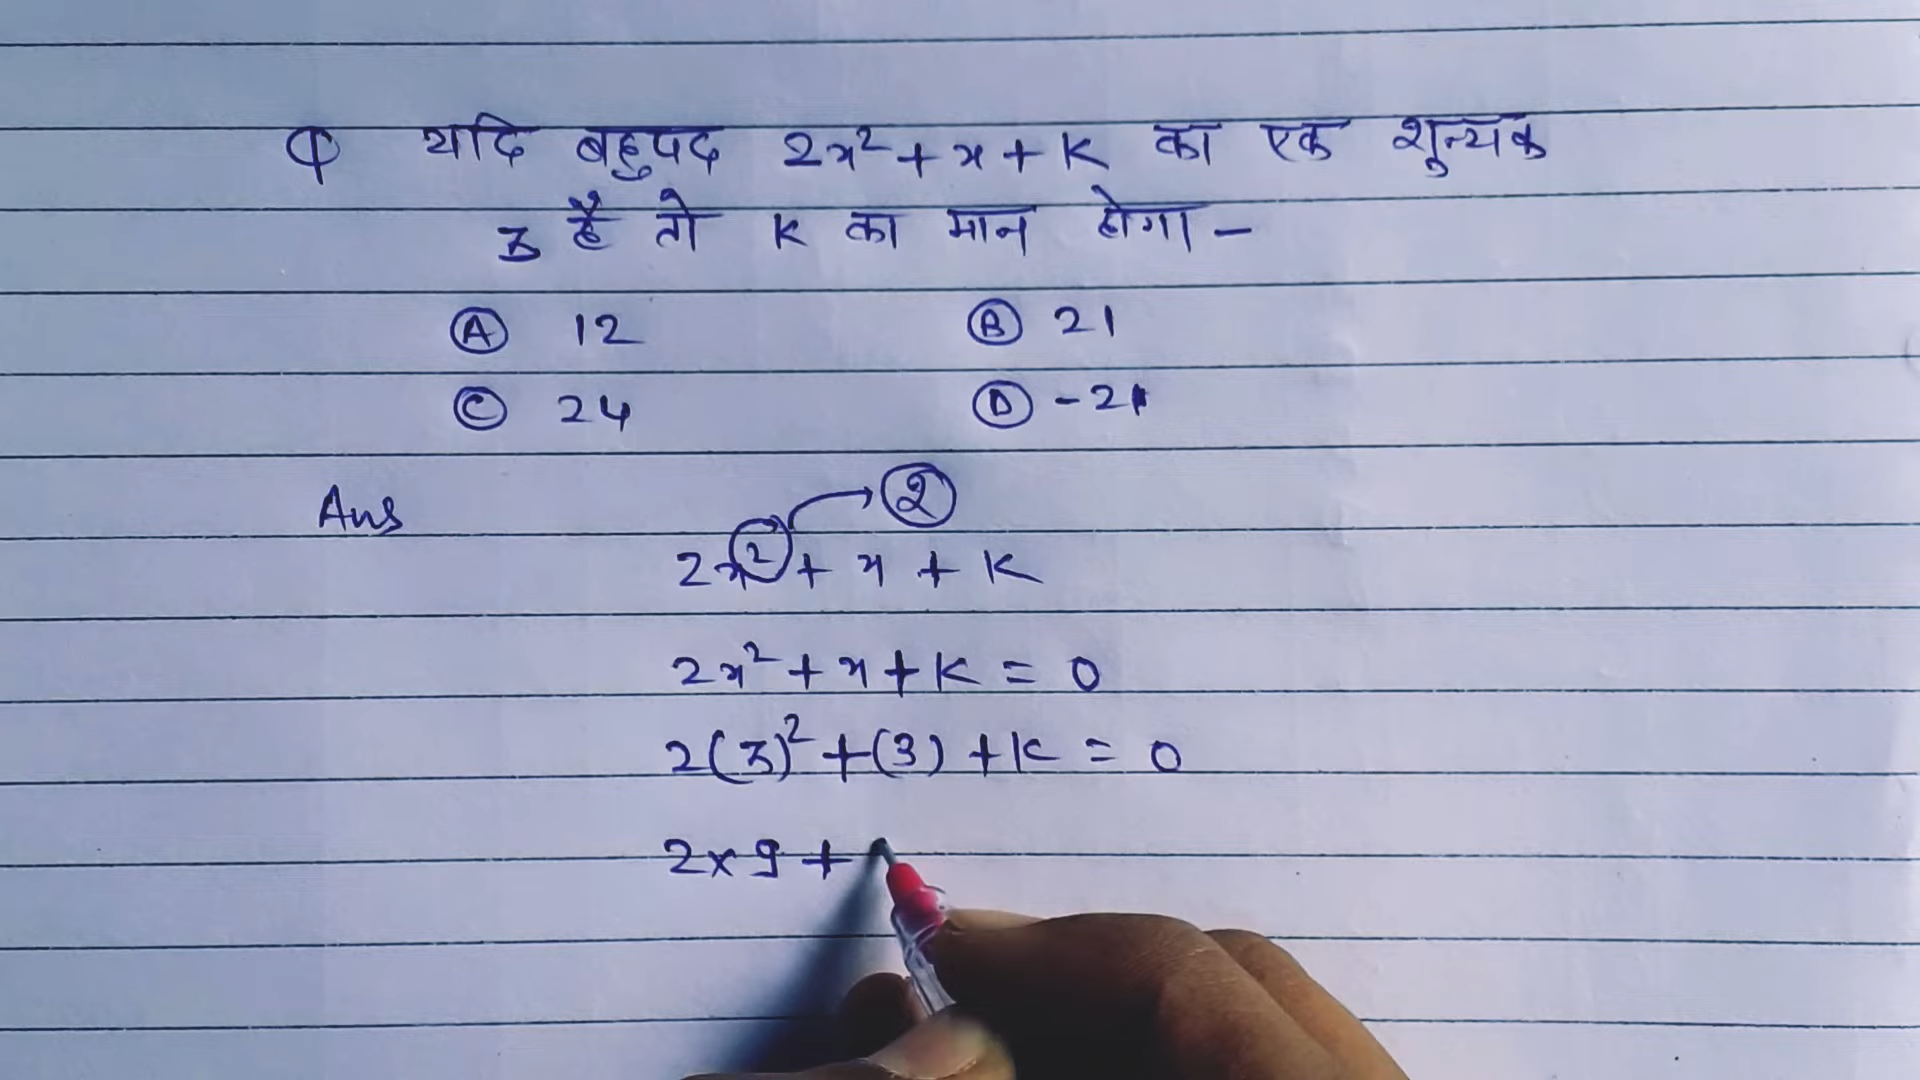 Q यदि बहुपद 2x² + x + K का एक शून्यक
3 है तो K का मान होगा –
(A) 12 (B) 21
(C) 24 (D) -21
Ans
②
2x² + x + K
2x² + x + K = 0
2(3)² + (3) + K = 0
2×9 +